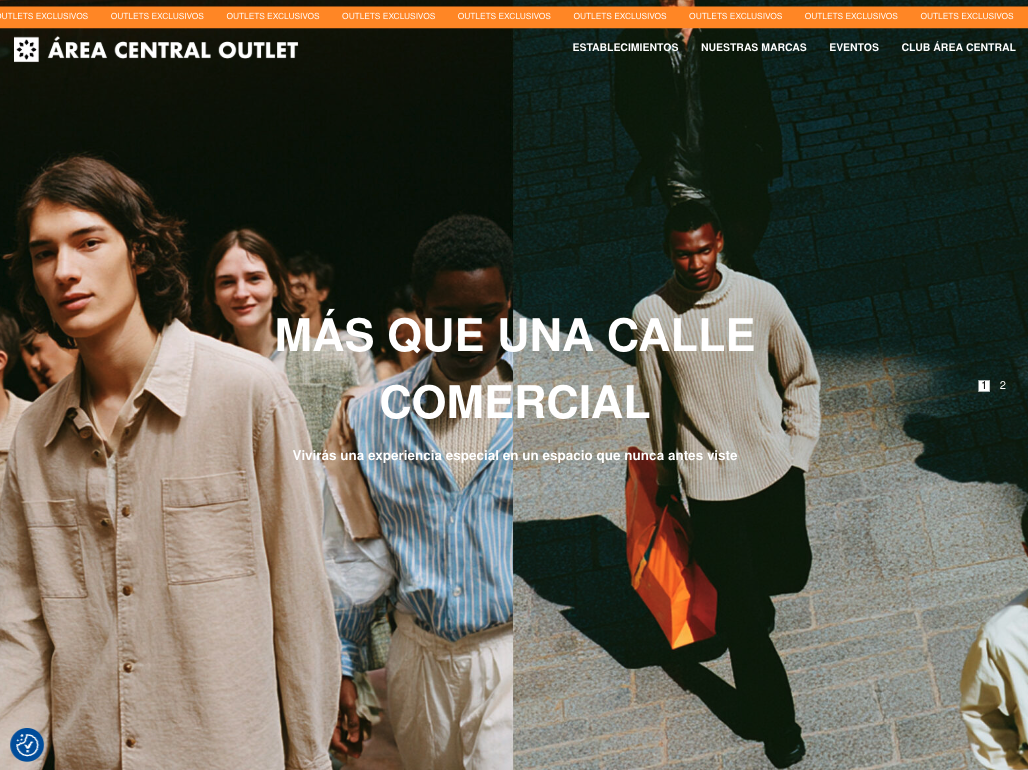 OUTLETS EXCLUSIVOS OUTLETS EXCLUSIVOS OUTLETS EXCLUSIVOS OUTLETS EXCLUSIVOS OUTLETS EXCLUSIVOS OUTLETS EXCLUSIVOS OUTLETS EXCLUSIVOS OUTLETS EXCLUSIVOS OUTLETS EXCLUSIVOS
ÁREA CENTRAL OUTLET
ESTABLECIMIENTOS NUESTRAS MARCAS EVENTOS CLUB ÁREA CENTRAL
MÁS QUE UNA CALLE
COMERCIAL
1 2
Vivirás una experiencia especial en un espacio que nunca antes viste